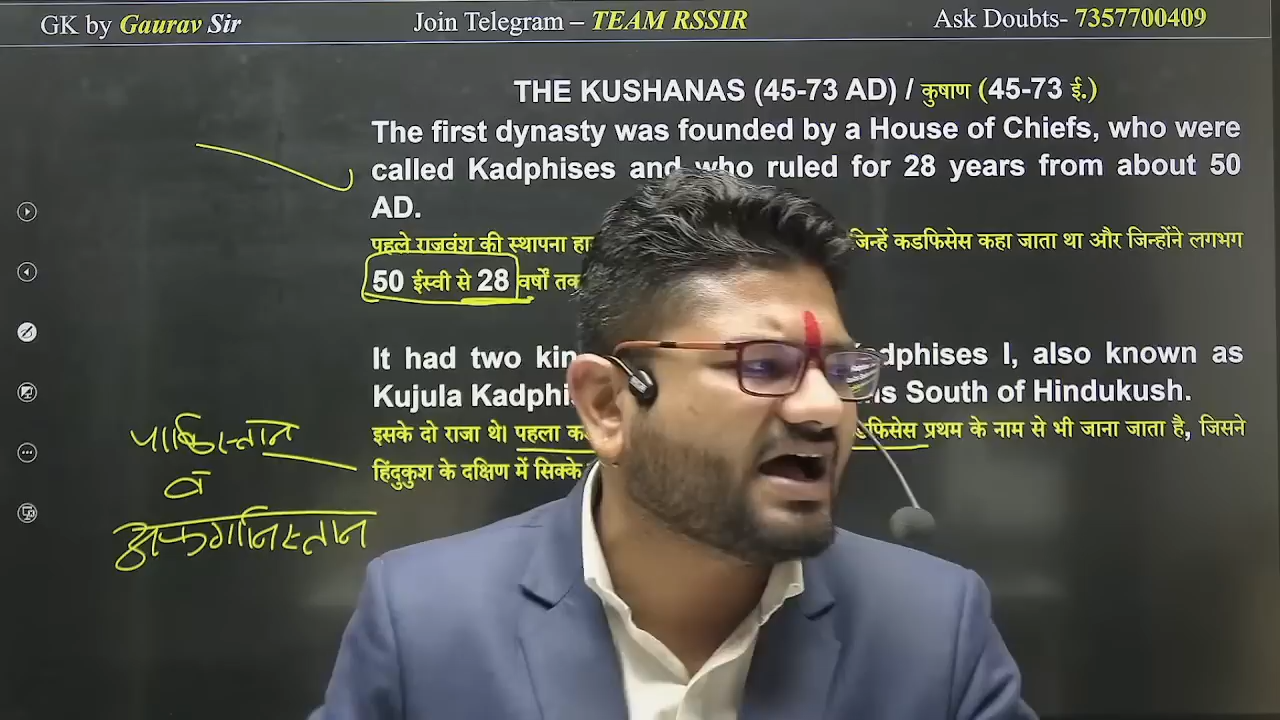 GK by Gaurav Sir
Join Telegram – TEAM RSSIR
Ask Doubts- 7357700409
THE KUSHANAS (45-73 AD) / कुषाण (45-73 ई.)
The first dynasty was founded by a House of Chiefs, who were
called Kadphises and who ruled for 28 years from about 50
AD.
पहले राजवंश की स्थापना जिन्हें कडफिसेस कहा जाता था और जिन्होंने लगभग
50 ईस्वी से 28 वर्षों तक
It had two also known as
Kujula South of Hindukush.
इसके दो राजा थे। पहला प्रथम के नाम से भी जाना जाता है, जिसने
हिंदुकुश के दक्षिण में सिक्के
पाकिस्तान
व
अफगानिस्तान